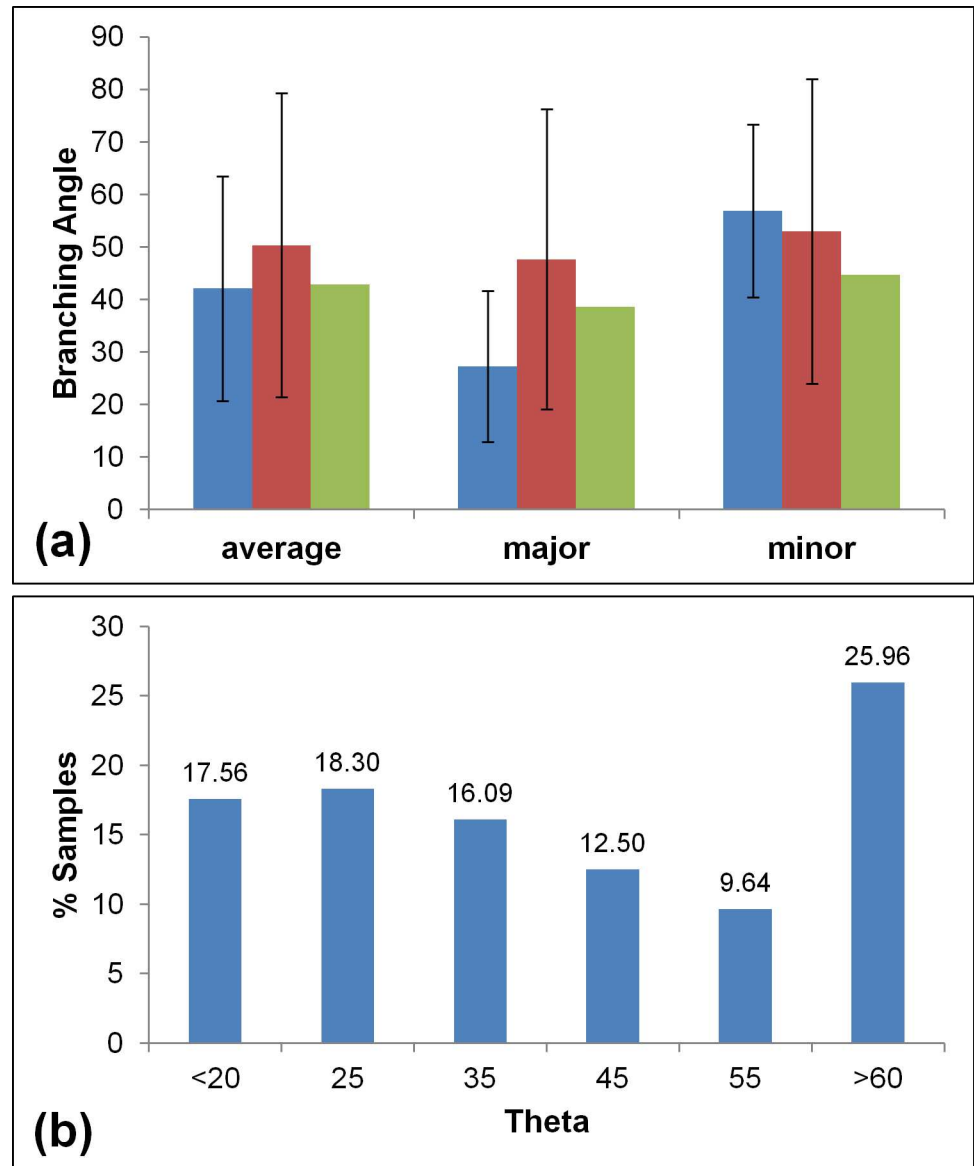 90
80
70
60
50
40
30
20
10
0
Branching Angle
average major minor
(a)
30
25
20
15
10
5
0
% Samples
17.56 18.30 16.09 12.50 9.64 25.96
<20 25 35 45 55 >60
Theta
(b)